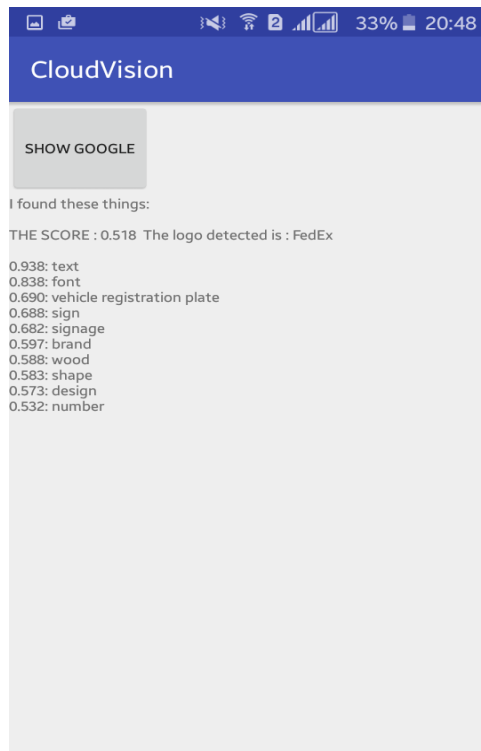 2 33% 20:48
CloudVision
SHOW GOOGLE
I found these things:
THE SCORE : 0.518 The logo detected is : FedEx
0.938: text
0.838: font
0.690: vehicle registration plate
0.688: sign
0.682: signage
0.597: brand
0.588: wood
0.583: shape
0.573: design
0.532: number